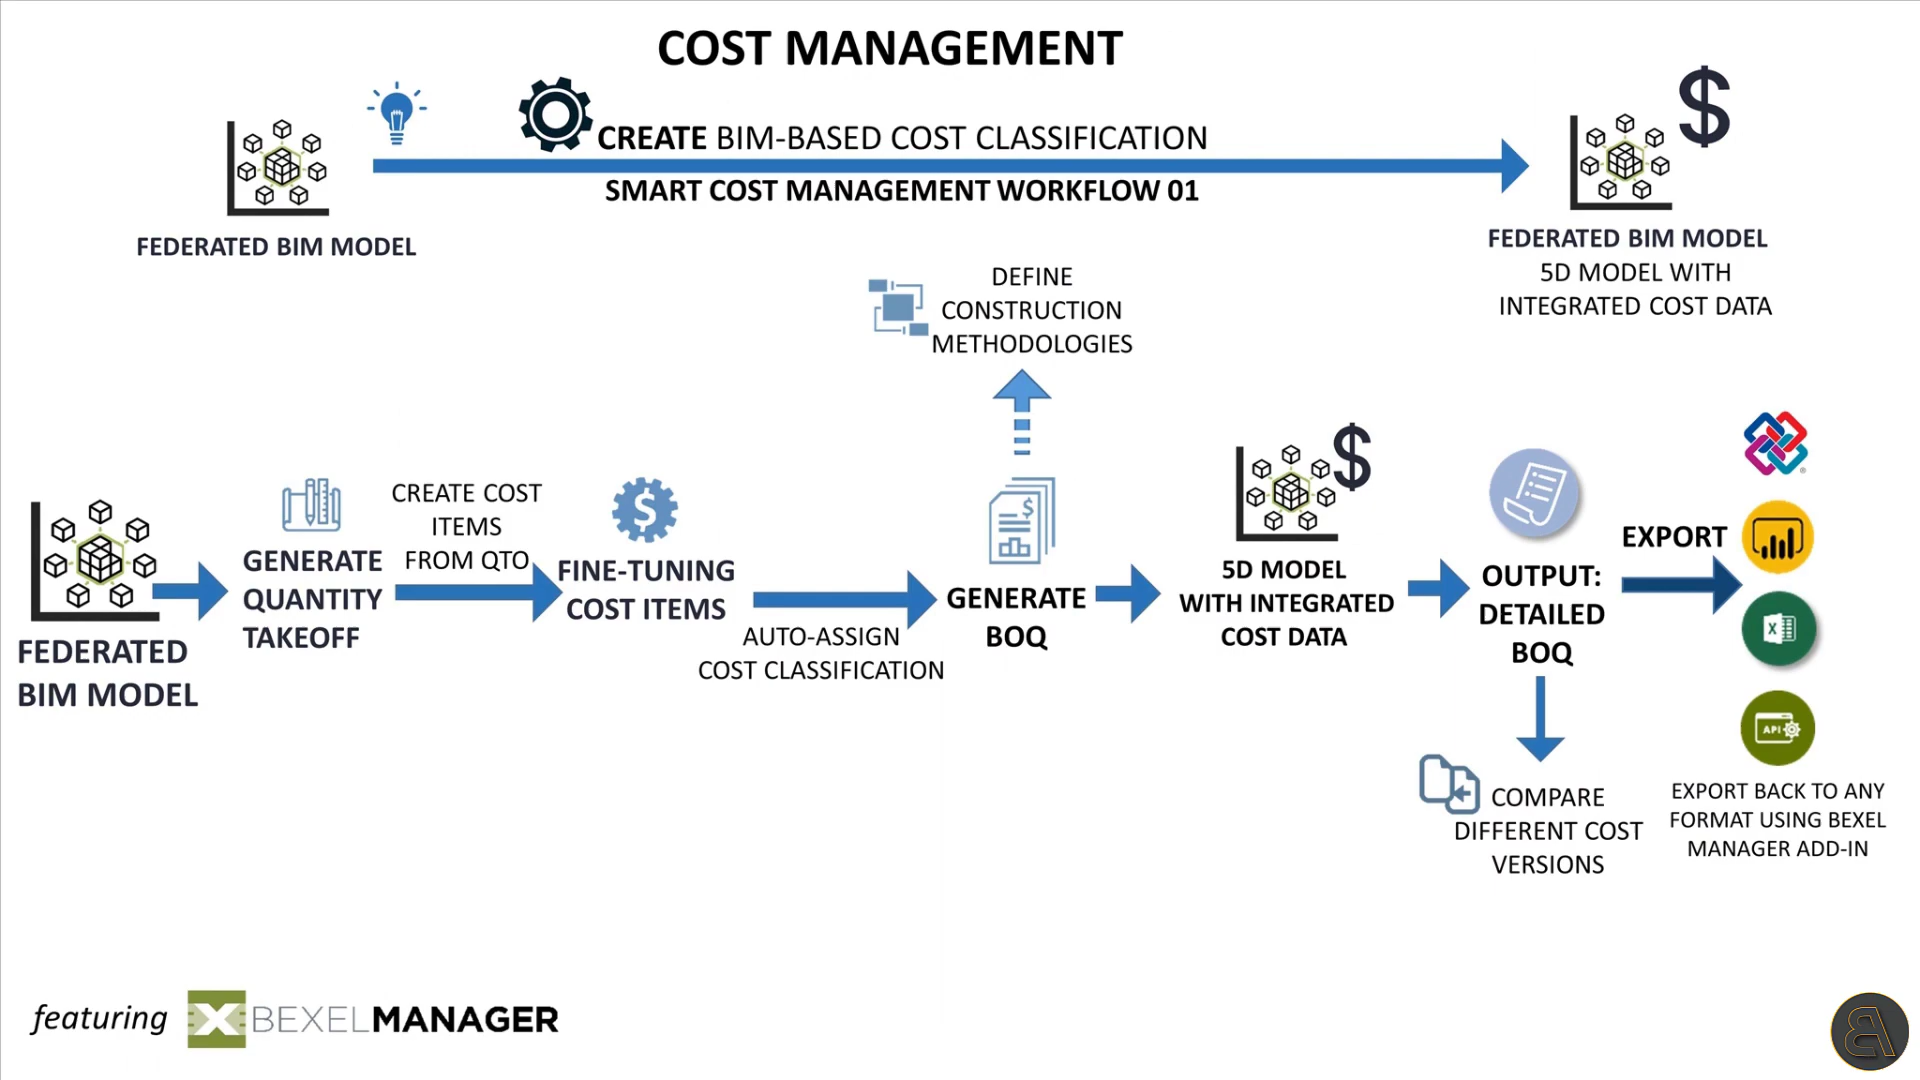 COST MANAGEMENT
CREATE BIM-BASED COST CLASSIFICATION
SMART COST MANAGEMENT WORKFLOW 01
FEDERATED BIM MODEL
$
FEDERATED BIM MODEL
5D MODEL WITH
INTEGRATED COST DATA
DEFINE
CONSTRUCTION
METHODOLOGIES
FEDERATED
BIM MODEL
GENERATE
QUANTITY
TAKEOFF
CREATE COST
ITEMS
FROM QTO
$
FINE-TUNING
COST ITEMS
AUTO-ASSIGN
COST CLASSIFICATION
$
GENERATE
BOQ
$
5D MODEL
WITH INTEGRATED
COST DATA
OUTPUT:
DETAILED
BOQ
EXPORT
®
X
API
COMPARE
DIFFERENT COST
VERSIONS
EXPORT BACK TO ANY
FORMAT USING BEXEL
MANAGER ADD-IN
featuring X BEXELMANAGER